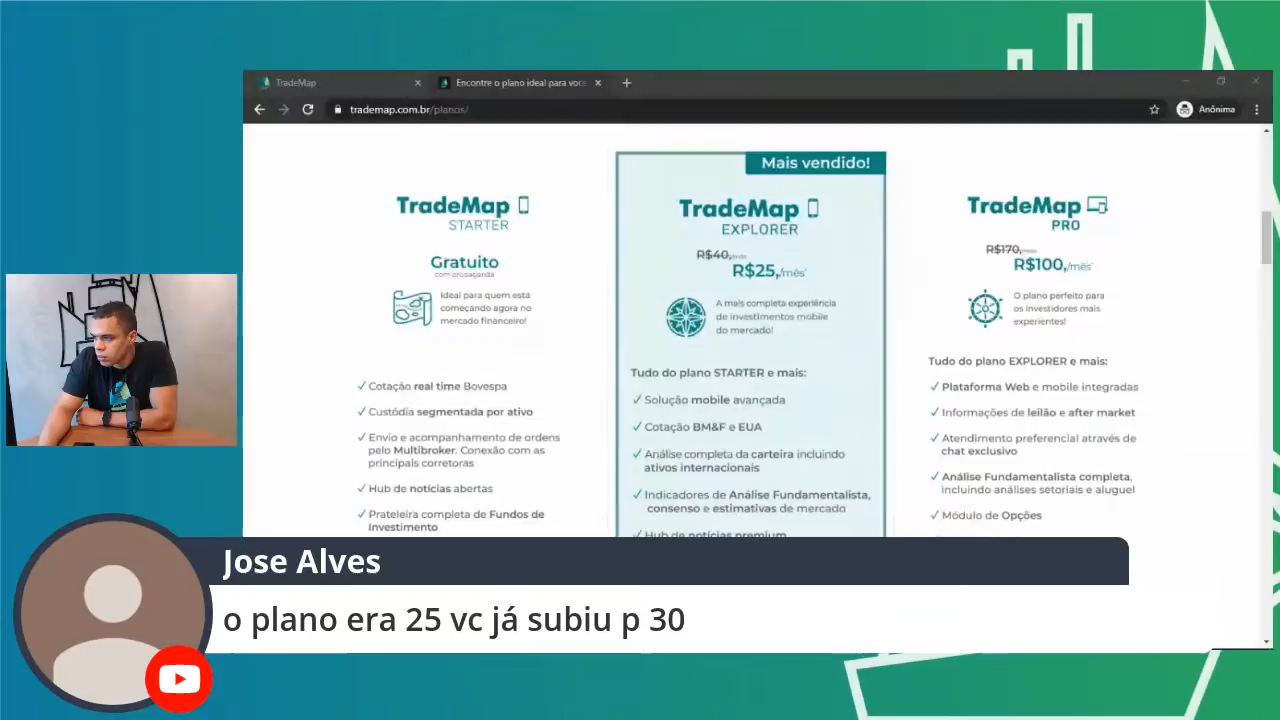 TradeMap
Encontre o plano ideal para você
trademap.com.br/planos/
Anônima
Mais vendido!
TradeMap
STARTER
Gratuito
com propaganda
Ideal para quem está
começando agora no
mercado financeiro!
✓ Cotação real time Bovespa
✓ Custódia segmentada por ativo
✓ Envio e acompanhamento de ordens
pelo Multibroker. Conexão com as
principais corretoras
✓ Hub de notícias abertas
✓ Prateleira completa de Fundos de
Investimento
TradeMap
EXPLORER
R$40,/mês
R$25,/mês*
A mais completa experiência
de investimentos mobile
do mercado!
Tudo do plano STARTER e mais:
✓ Solução mobile avançada
✓ Cotação BM&F e EUA
✓ Análise completa da carteira incluindo
ativos internacionais
✓ Indicadores de Análise Fundamentalista,
consenso e estimativas de mercado
✓ Hub de notícias premium
TradeMap
PRO
R$170,/mês
R$100,/mês*
O plano perfeito para
os investidores mais
experientes!
Tudo do plano EXPLORER e mais:
✓ Plataforma Web e mobile integradas
✓ Informações de leilão e after market
✓ Atendimento preferencial através de
chat exclusivo
✓ Análise Fundamentalista completa,
incluindo análises setoriais e aluguel
✓ Módulo de Opções
Jose Alves
o plano era 25 vc já subiu p 30